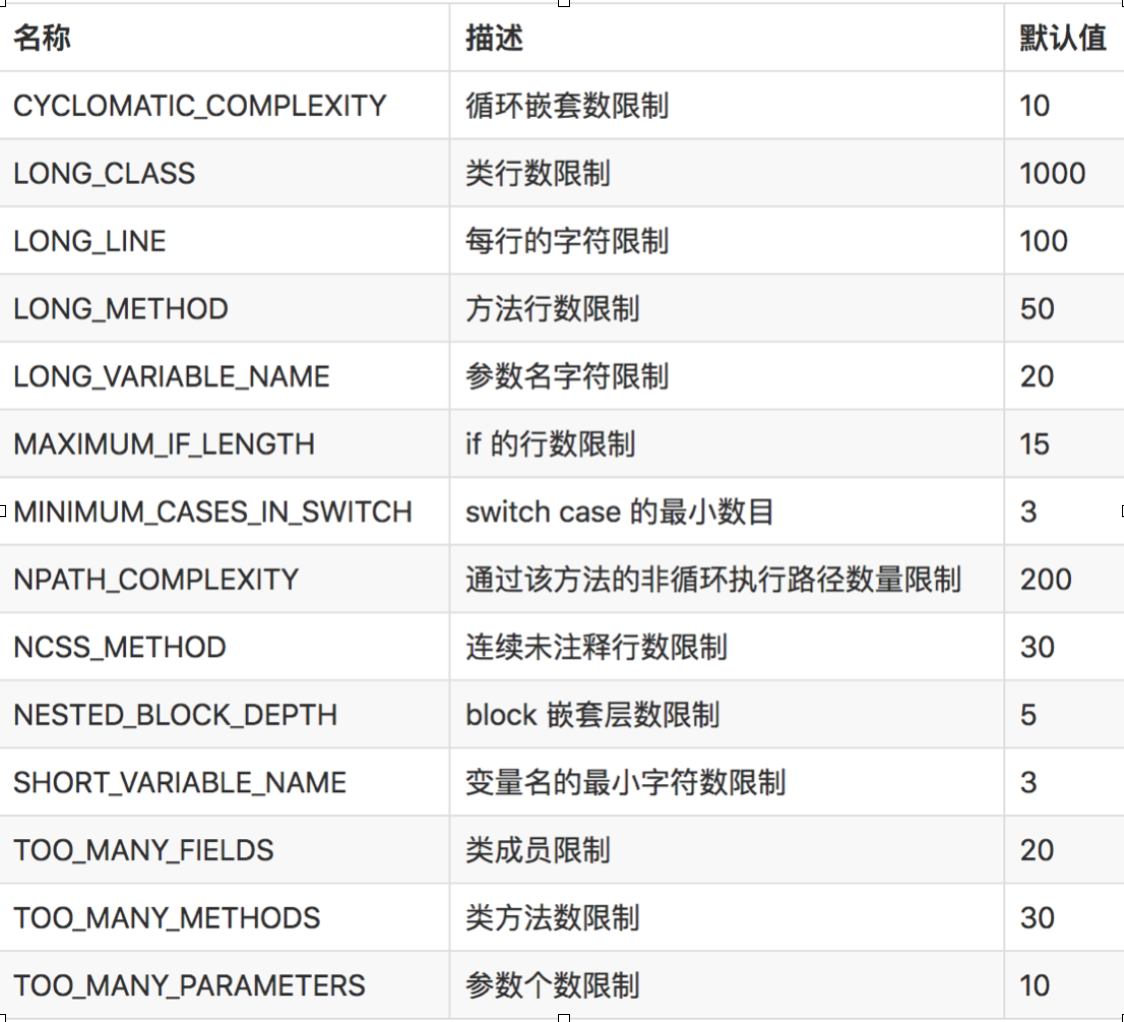 名称 描述 默认值
CYCLOMATIC_COMPLEXITY 循环嵌套数限制 10
LONG_CLASS 类行数限制 1000
LONG_LINE 每行的字符限制 100
LONG_METHOD 方法行数限制 50
LONG_VARIABLE_NAME 参数名字符限制 20
MAXIMUM_IF_LENGTH if 的行数限制 15
MINIMUM_CASES_IN_SWITCH switch case 的最小数目 3
NPATH_COMPLEXITY 通过该方法的非循环执行路径数量限制 200
NCSS_METHOD 连续未注释行数限制 30
NESTED_BLOCK_DEPTH block 嵌套层数限制 5
SHORT_VARIABLE_NAME 变量名的最小字符数限制 3
TOO_MANY_FIELDS 类成员限制 20
TOO_MANY_METHODS 类方法数限制 30
TOO_MANY_PARAMETERS 参数个数限制 10